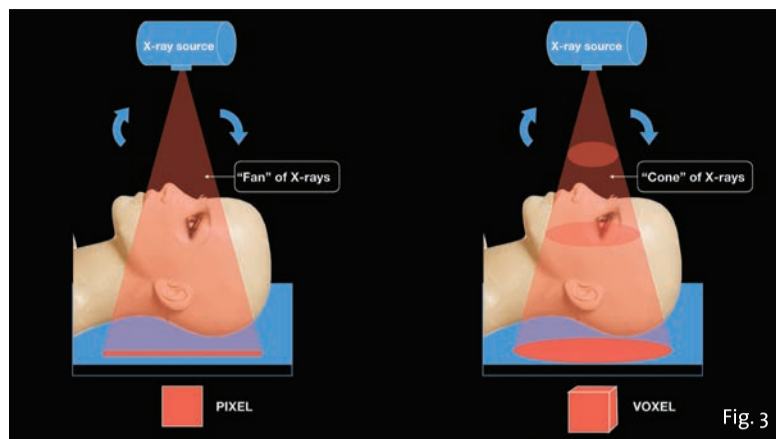 X-ray source
X-ray source
"Fan" of X-rays
"Cone" of X-rays
PIXEL
VOXEL
Fig. 3